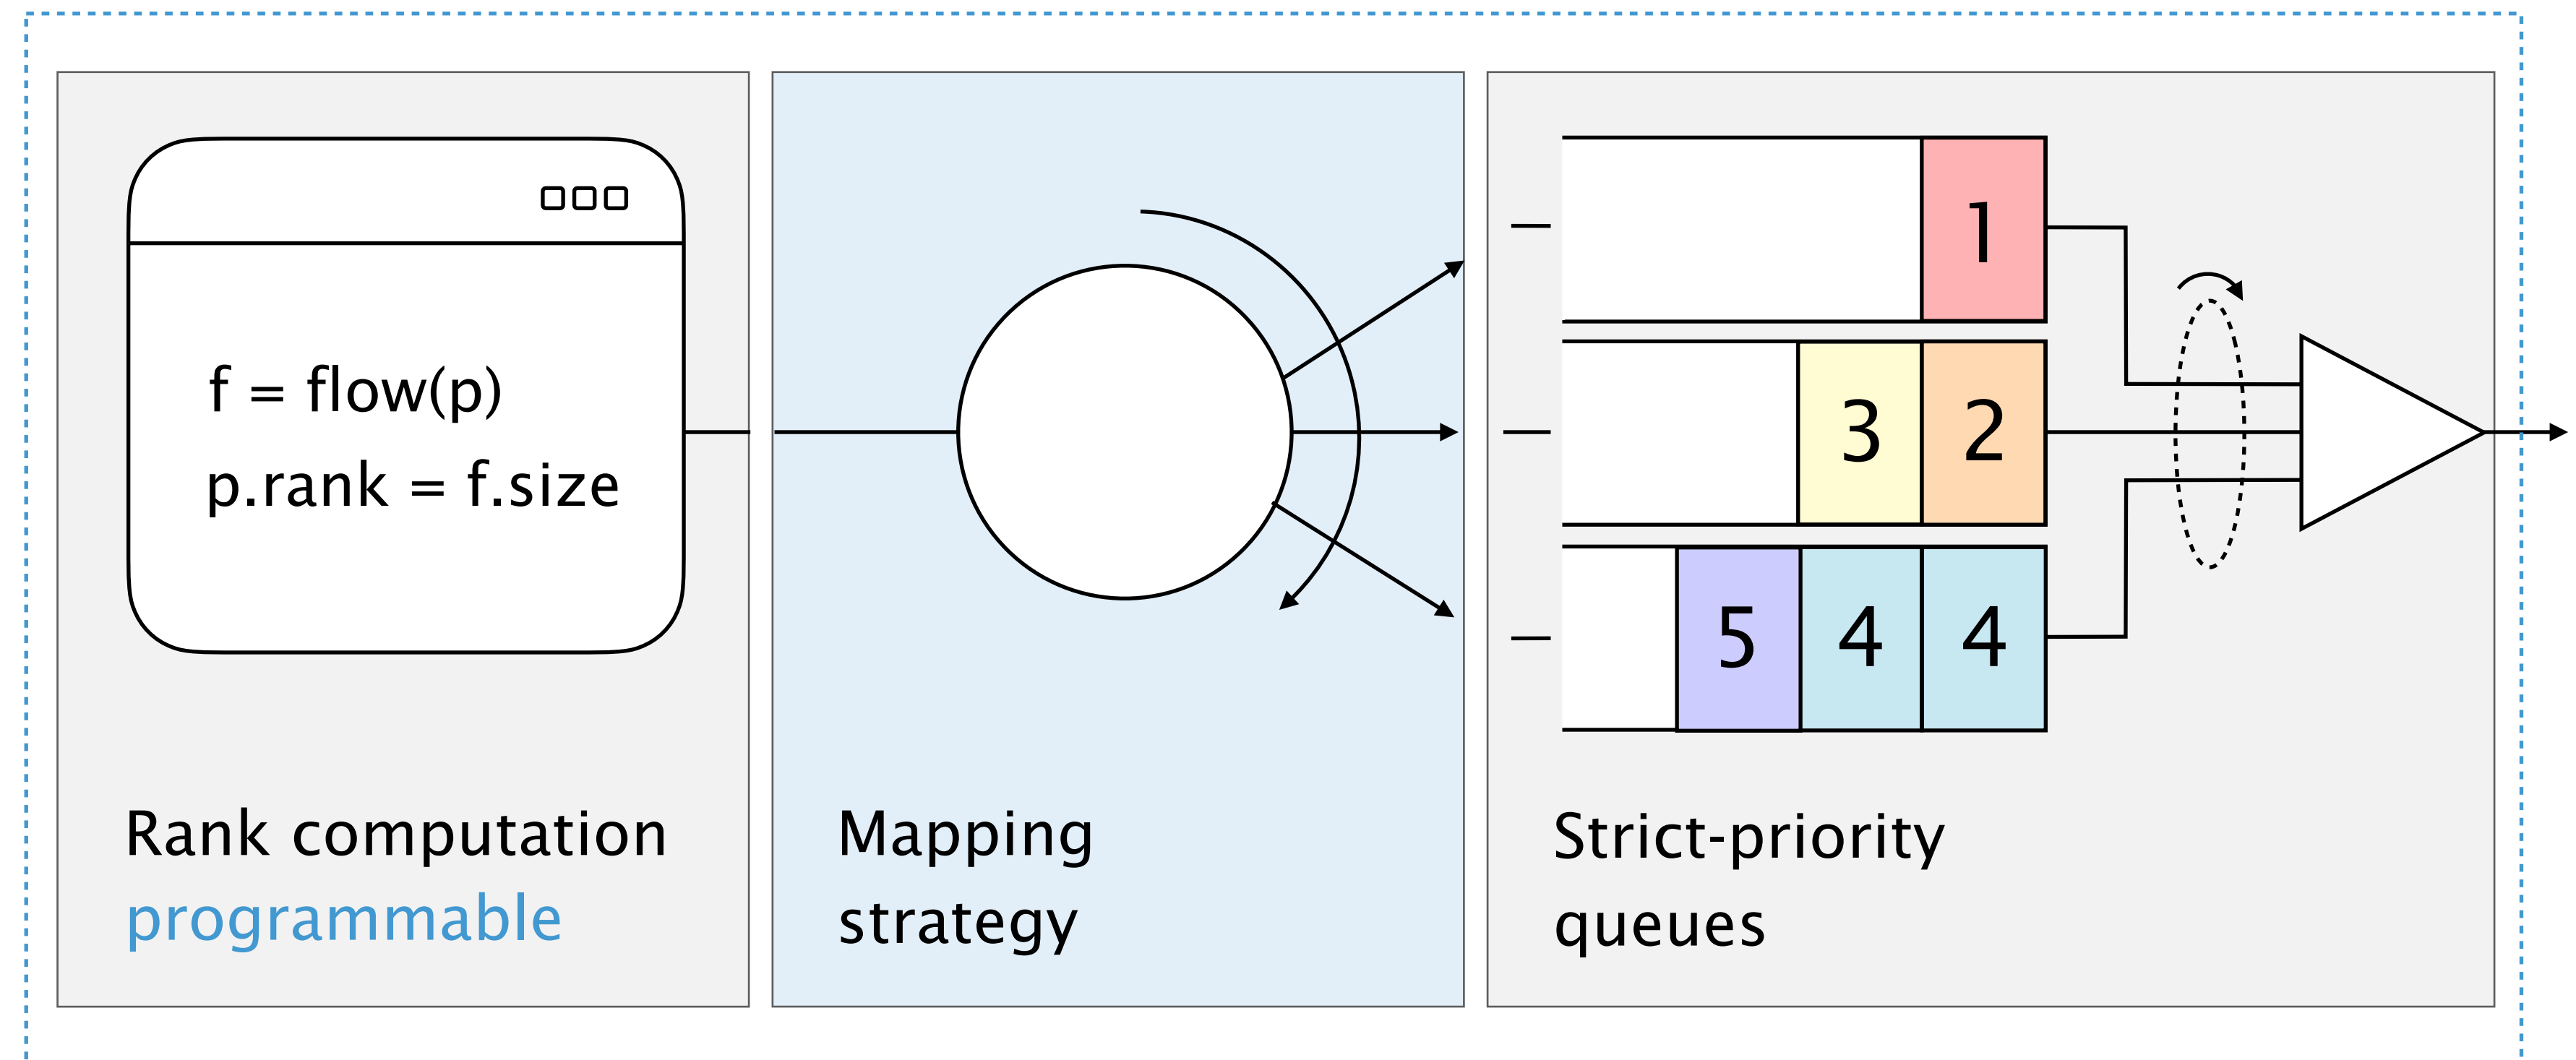 f = flow(p)
p.rank = f.size
Rank computation
programmable
Mapping
strategy
1
3 2
5 4 4
Strict-priority
queues